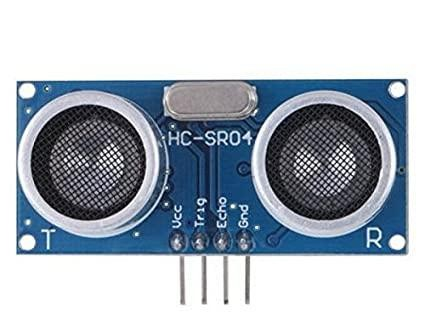 HC-SR04
Vcc
Trig
Echo
Gnd
T
R